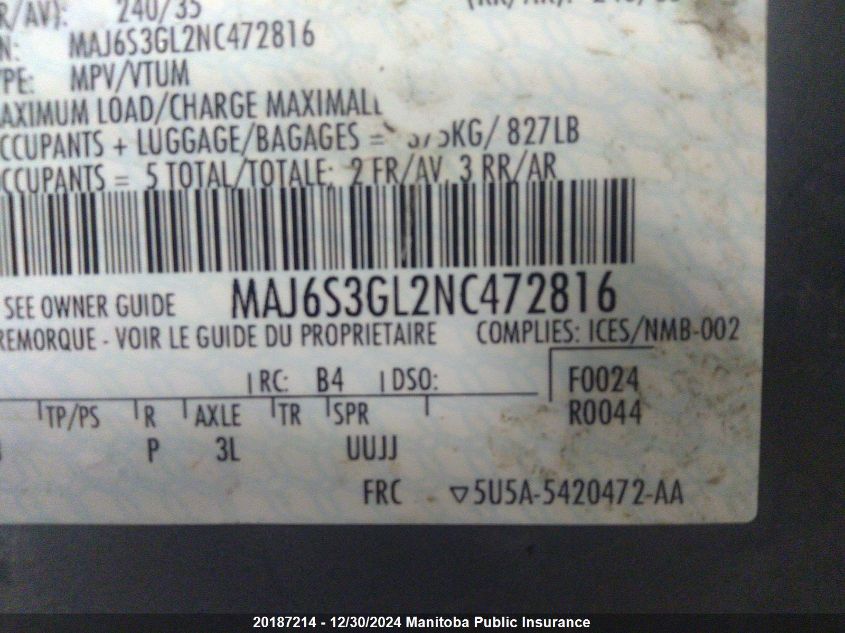 R/AV): 240/35
N: MAJ6S3GL2NC472816
YPE: MPV/VTUM
AXIMUM LOAD/CHARGE MAXIMALE
CCUPANTS + LUGGAGE/BAGAGES = 375KG/ 827LB
CCUPANTS = 5 TOTAL/TOTALE: 2 FR/AV, 3 RR/AR
SEE OWNER GUIDE MAJ6S3GL2NC472816
REMORQUE - VOIR LE GUIDE DU PROPRIETAIRE COMPLIES: ICES/NMB-002
RC: B4 DSO: F0024
TP/PS R AXLE TR SPR R0044
P 3L UUJJ
FRC 5U5A-5420472-AA
20187214 - 12/30/2024 Manitoba Public Insurance